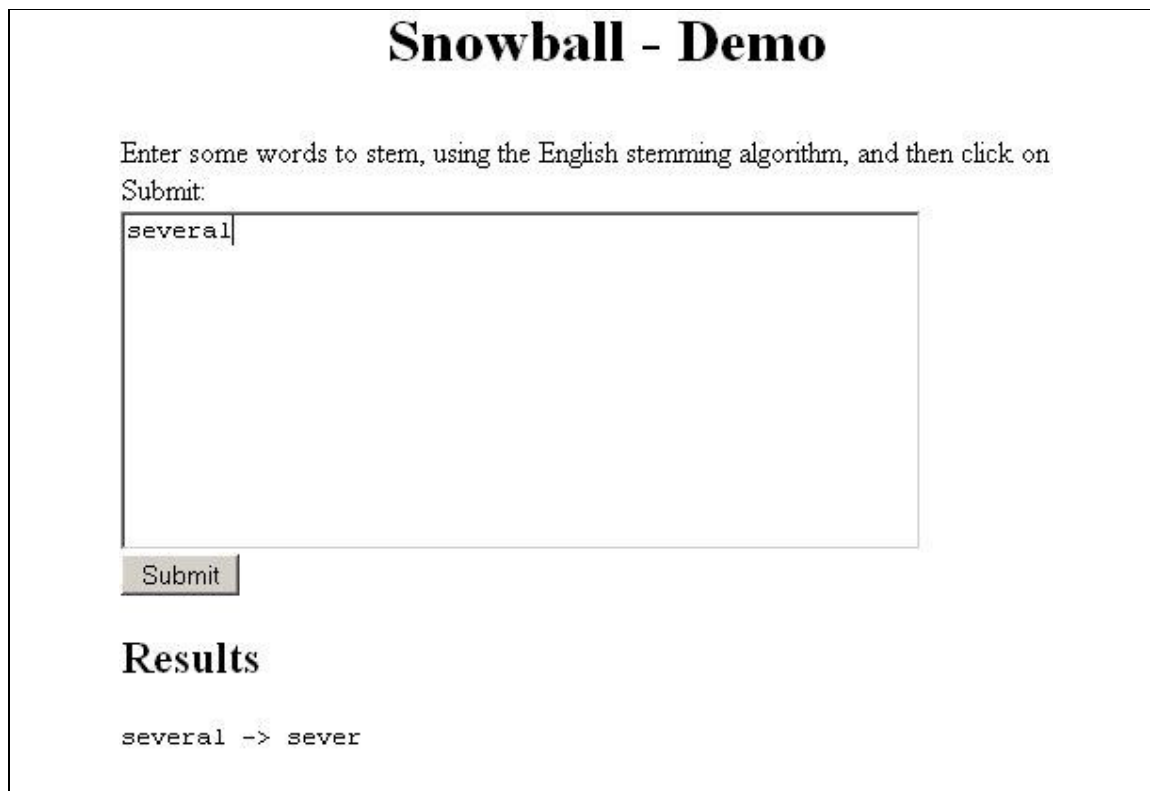 Snowball - Demo
Enter some words to stem, using the English stemming algorithm, and then click on
Submit:
several
Submit
Results
several -> sever